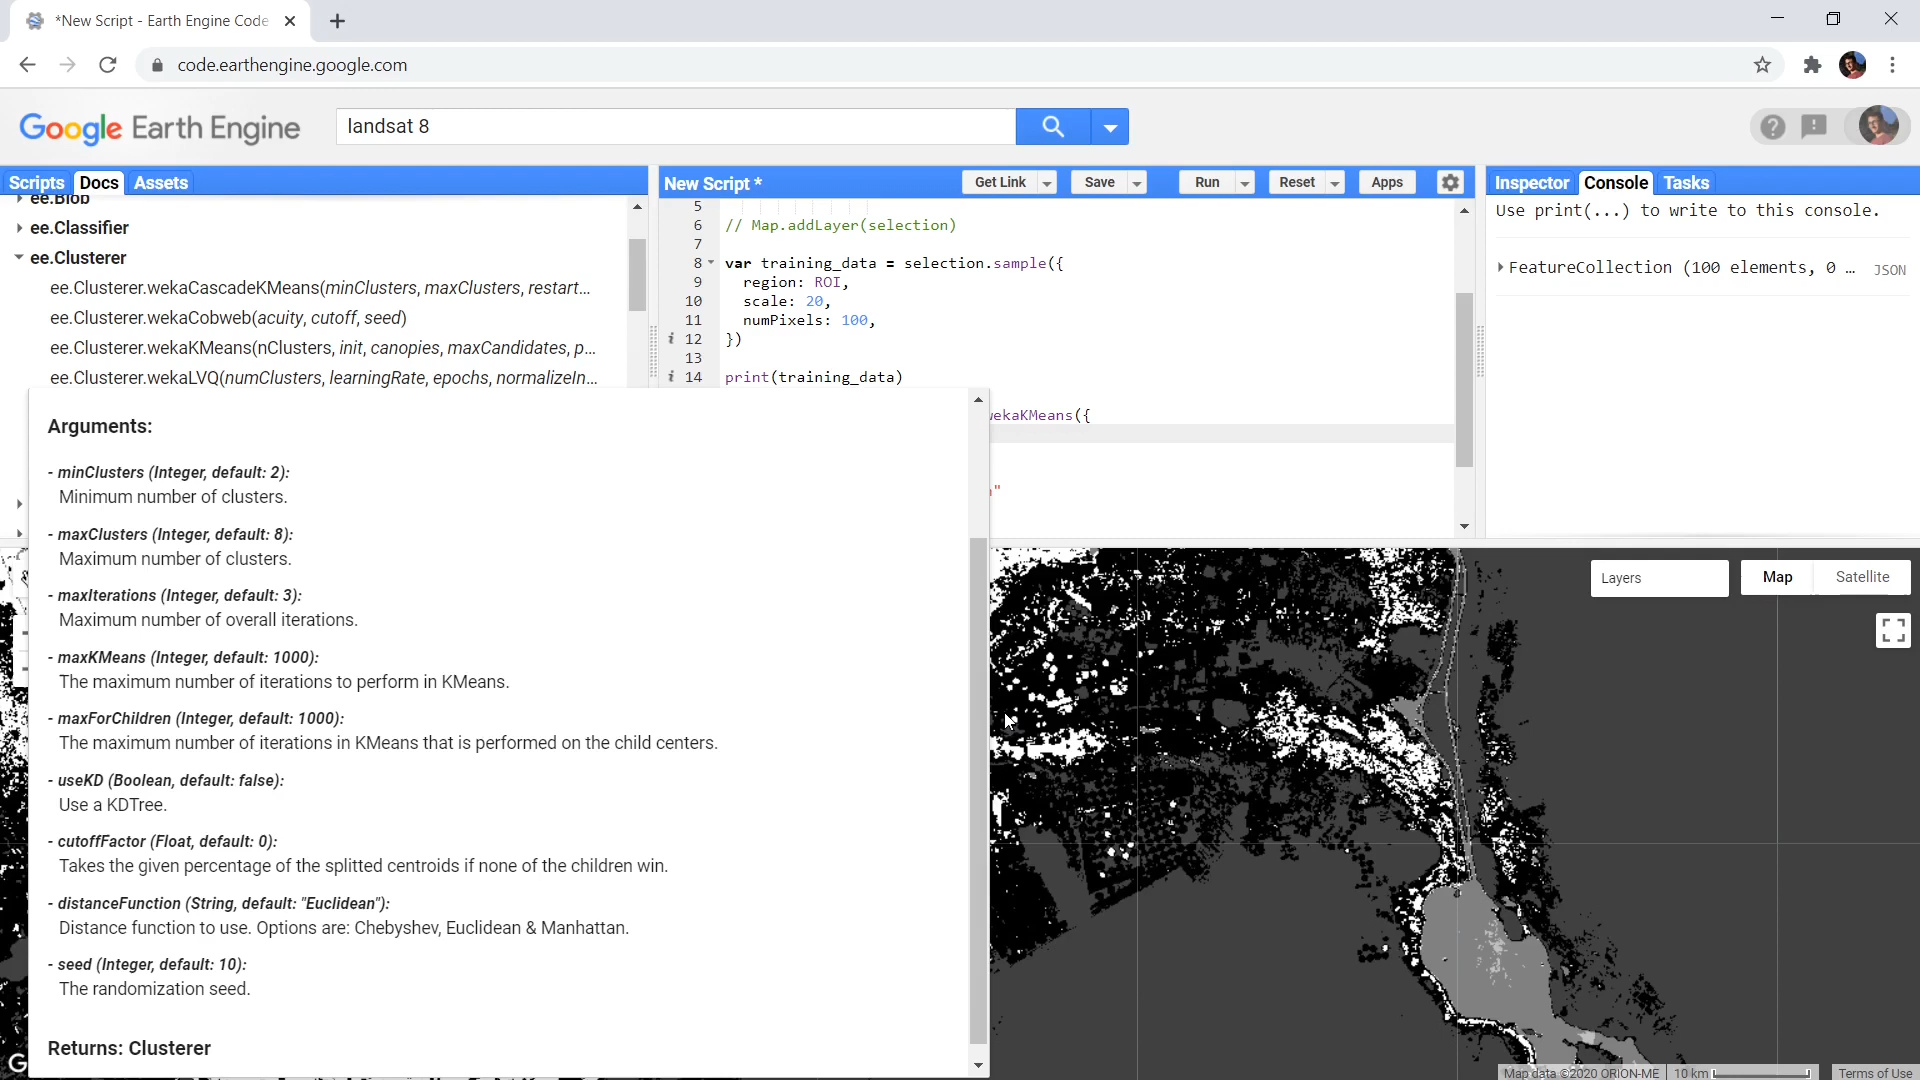 *New Script - Earth Engine Code
code.earthengine.google.com
Google Earth Engine
landsat 8
Scripts Docs Assets
New Script *
Get Link Save Run Reset Apps
Inspector Console Tasks
ee.Blob
ee.Classifier
ee.Clusterer
ee.Clusterer.wekaCascadeKMeans(minClusters, maxClusters, restart...
ee.Clusterer.wekaCobweb(acuity, cutoff, seed)
ee.Clusterer.wekaKMeans(nClusters, init, canopies, maxCandidates, p...
ee.Clusterer.wekaLVQ(numClusters, learningRate, epochs, normalizeIn...
5
6 // Map.addLayer(selection)
7
8 var training_data = selection.sample({
9 region: ROI,
10 scale: 20,
11 numPixels: 100,
i 12 })
13
i 14 print(training_data)
wekaKMeans({
"
Use print(...) to write to this console.
FeatureCollection (100 elements, 0 … JSON
Arguments:
- minClusters (Integer, default: 2):
Minimum number of clusters.
- maxClusters (Integer, default: 8):
Maximum number of clusters.
- maxIterations (Integer, default: 3):
Maximum number of overall iterations.
- maxKMeans (Integer, default: 1000):
The maximum number of iterations to perform in KMeans.
- maxForChildren (Integer, default: 1000):
The maximum number of iterations in KMeans that is performed on the child centers.
- useKD (Boolean, default: false):
Use a KDTree.
- cutoffFactor (Float, default: 0):
Takes the given percentage of the splitted centroids if none of the children win.
- distanceFunction (String, default: "Euclidean"):
Distance function to use. Options are: Chebyshev, Euclidean & Manhattan.
- seed (Integer, default: 10):
The randomization seed.
Returns: Clusterer
Layers
Map Satellite
G
Map data ©2020 ORION-ME 10 km Terms of Use